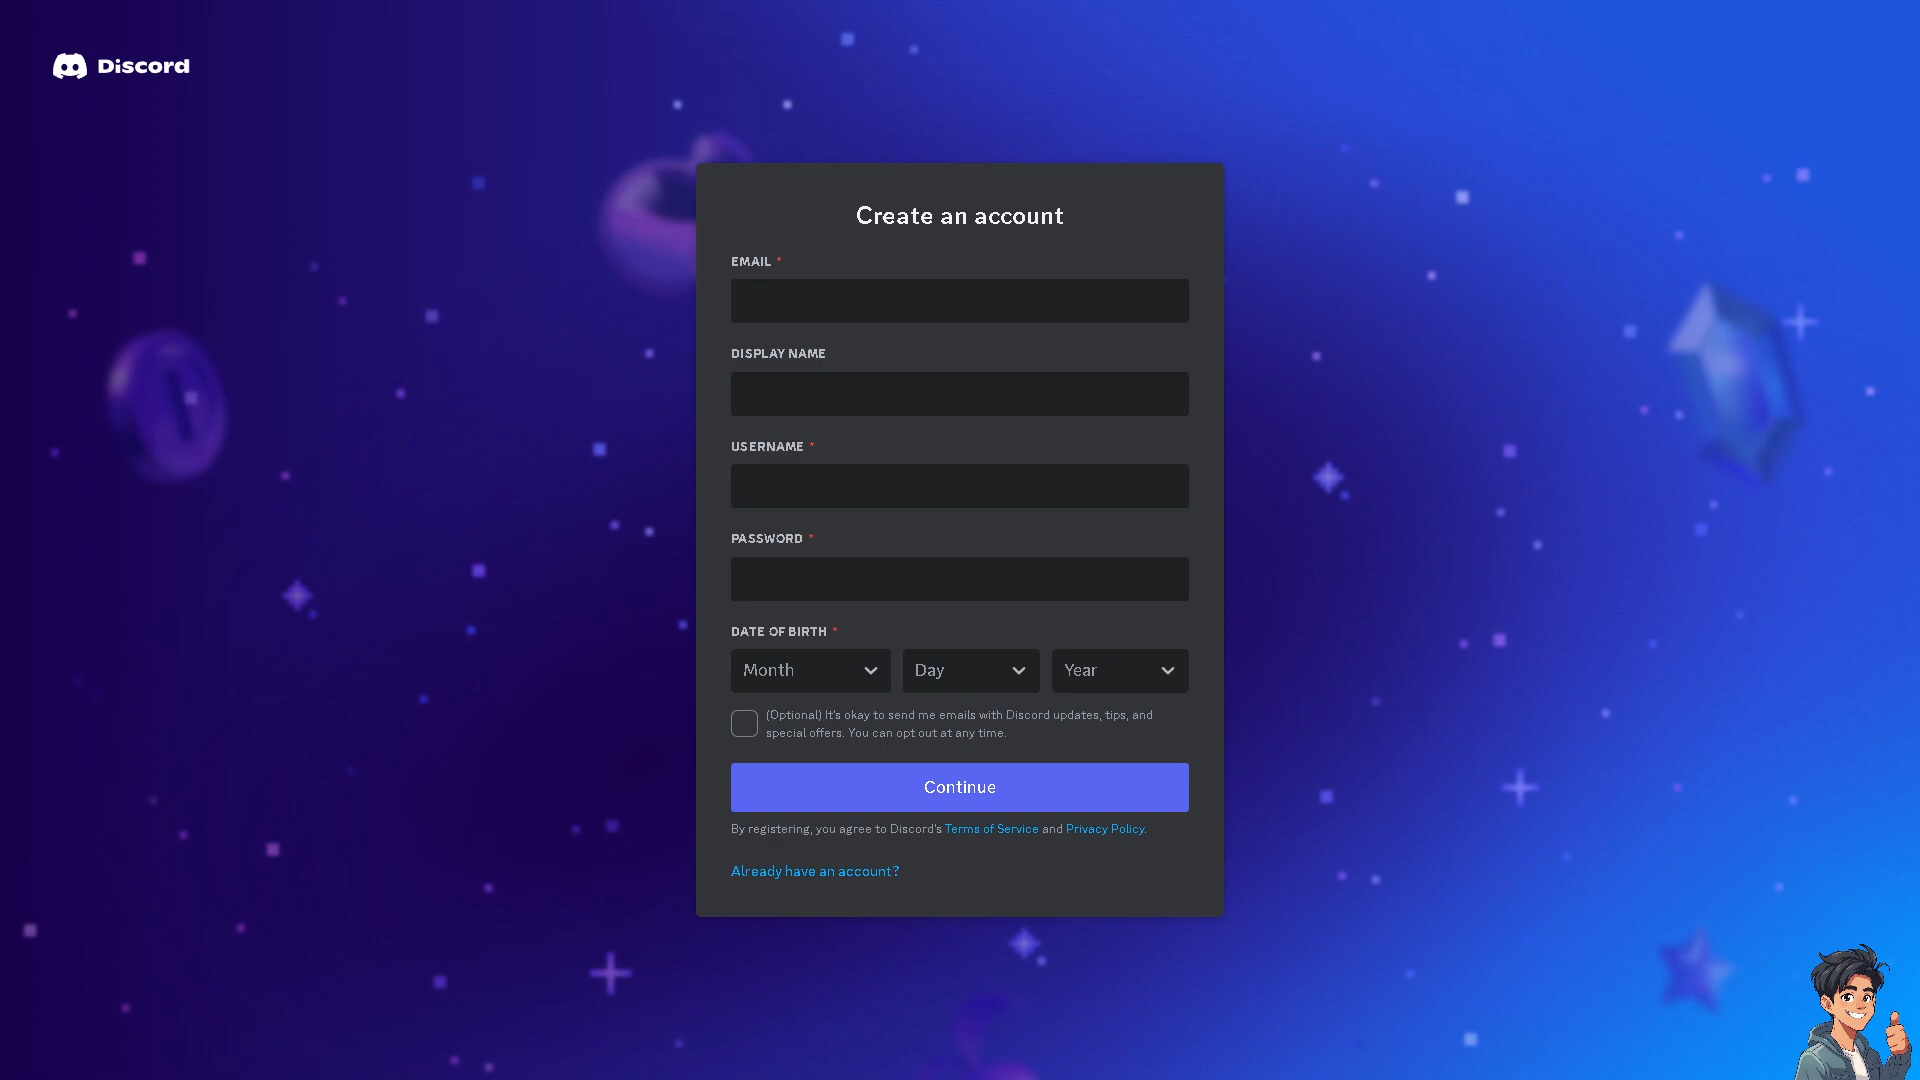 Discord
Create an account
EMAIL *
DISPLAY NAME
USERNAME *
PASSWORD *
DATE OF BIRTH *
Month Day Year
(Optional) It's okay to send me emails with Discord updates, tips, and
special offers. You can opt out at any time.
Continue
By registering, you agree to Discord's Terms of Service and Privacy Policy.
Already have an account?